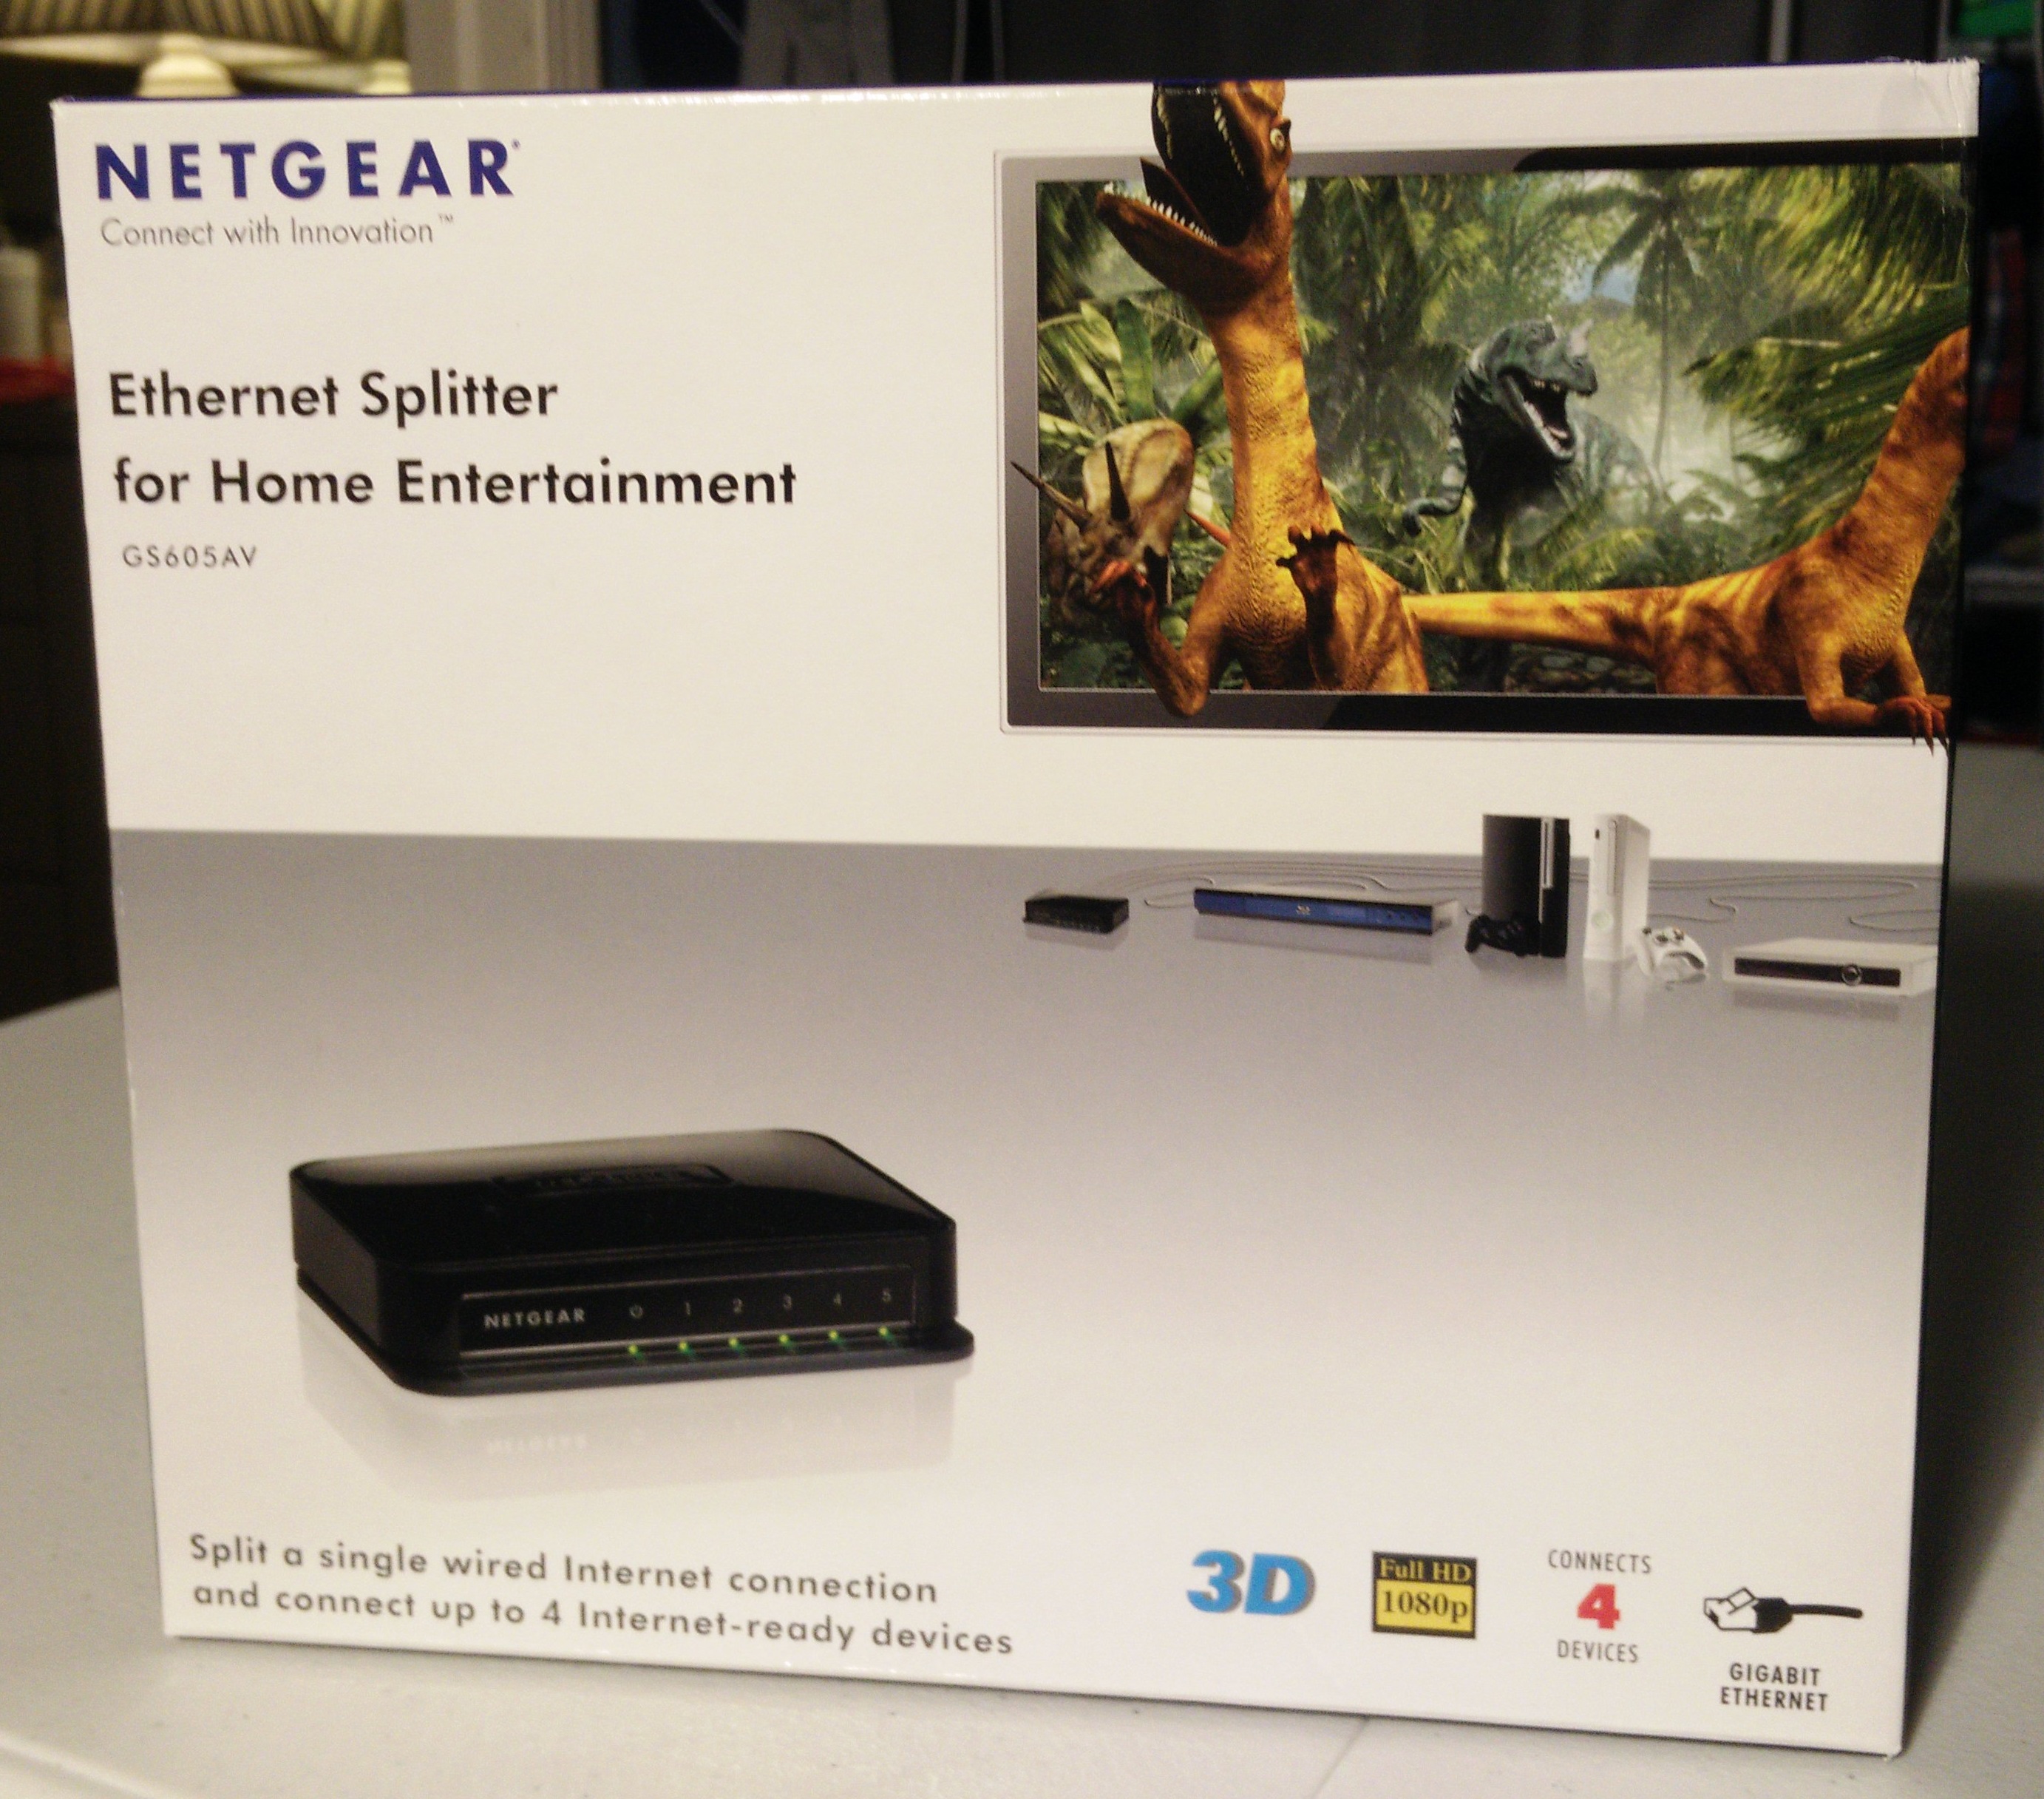 NETGEAR®
Connect with Innovation™
Ethernet Splitter
for Home Entertainment
GS605AV
NETGEAR 1 2 3 4 5
Split a single wired Internet connection
and connect up to 4 Internet-ready devices
3D
Full HD
1080p
CONNECTS
4
DEVICES
GIGABIT
ETHERNET